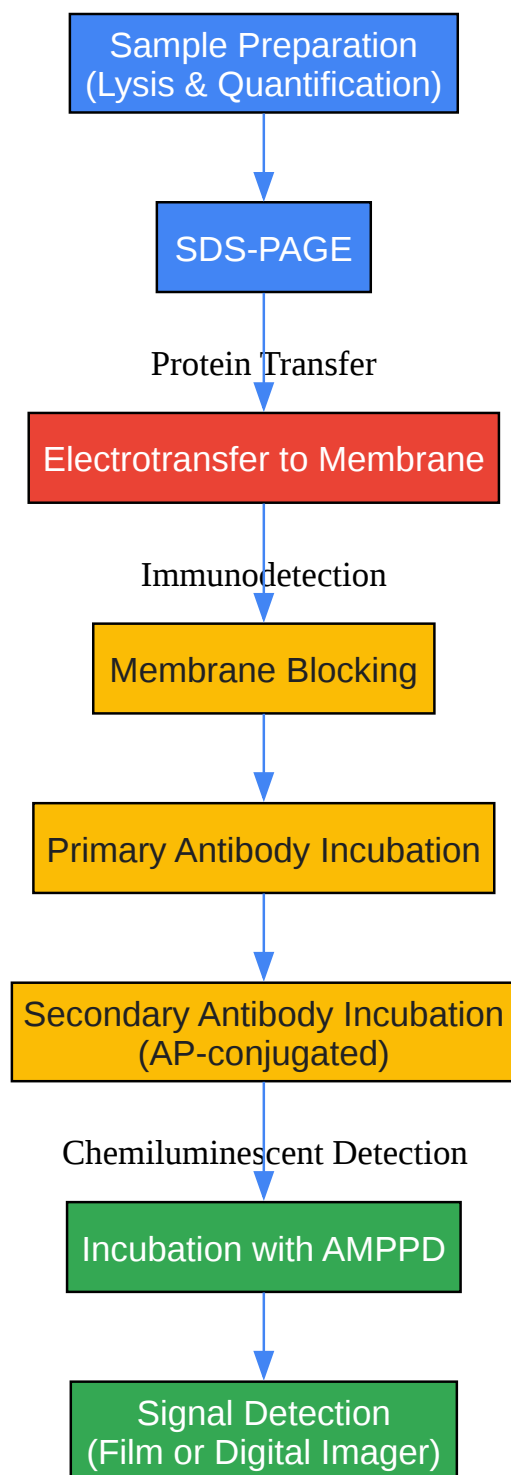 Sample Preparation
(Lysis & Quantification)
SDS-PAGE
Protein Transfer
Electrotransfer to Membrane
Immunodetection
Membrane Blocking
Primary Antibody Incubation
Secondary Antibody Incubation
(AP-conjugated)
Chemiluminescent Detection
Incubation with AMPPD
Signal Detection
(Film or Digital Imager)